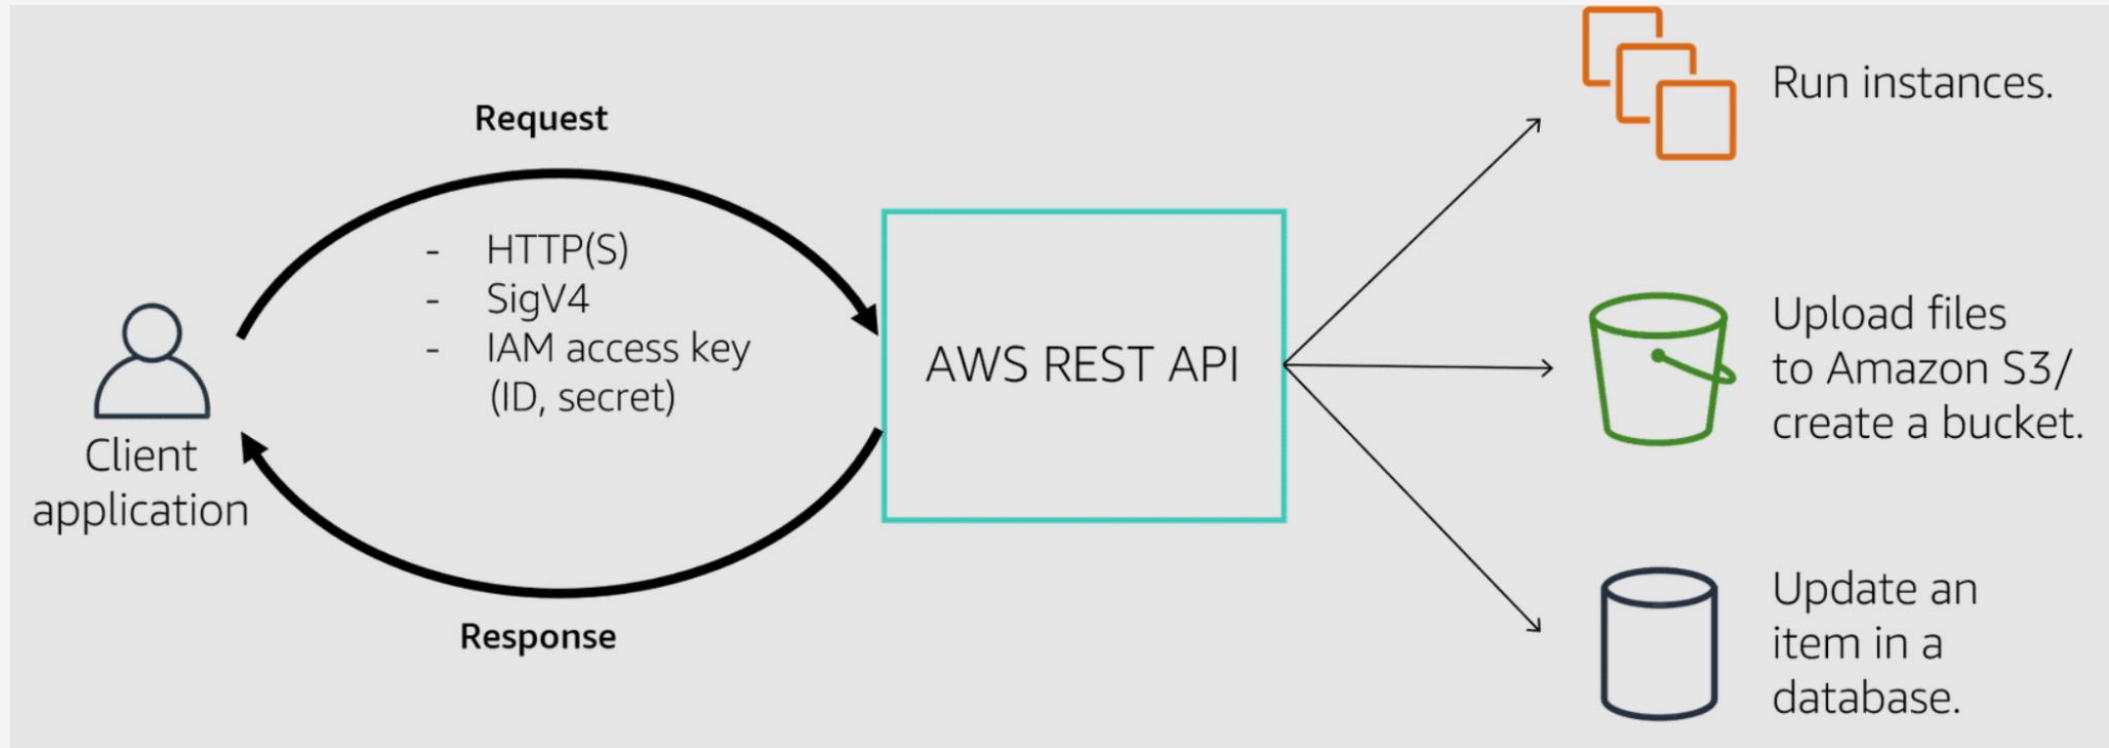 Request
- HTTP(S)
- SigV4
- IAM access key
(ID, secret)
Client
application
Response
AWS REST API
Run instances.
Upload files
to Amazon S3/
create a bucket.
Update an
item in a
database.